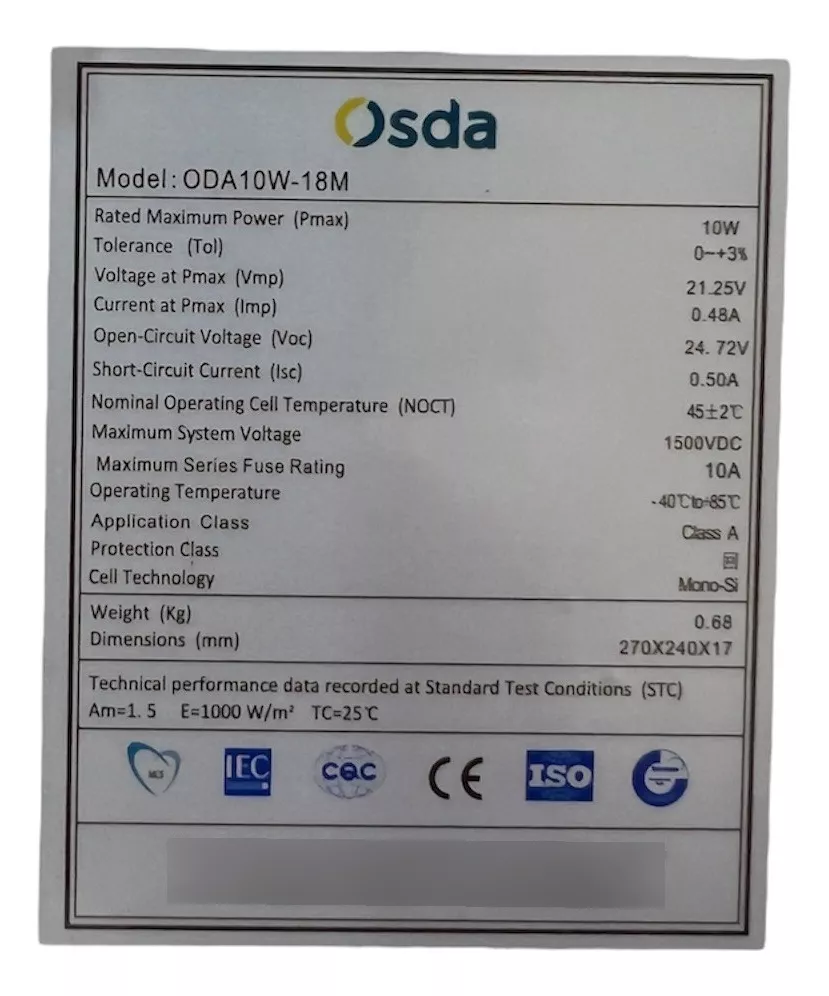 Osda
Model: ODA10W-18M
Rated Maximum Power (Pmax) 10W
Tolerance (Tol) 0~+3%
Voltage at Pmax (Vmp) 21.25V
Current at Pmax (Imp) 0.48A
Open-Circuit Voltage (Voc) 24.72V
Short-Circuit Current (Isc) 0.50A
Nominal Operating Cell Temperature (NOCT) 45±2℃
Maximum System Voltage 1500VDC
Maximum Series Fuse Rating 10A
Operating Temperature -40℃to+85℃
Application Class Class A
Protection Class
Cell Technology Mono-Si
Weight (Kg) 0.68
Dimensions (mm) 270X240X17
Technical performance data recorded at Standard Test Conditions (STC)
Am=1.5 E=1000 W/m² TC=25℃
MCS IEC CQC CE ISO